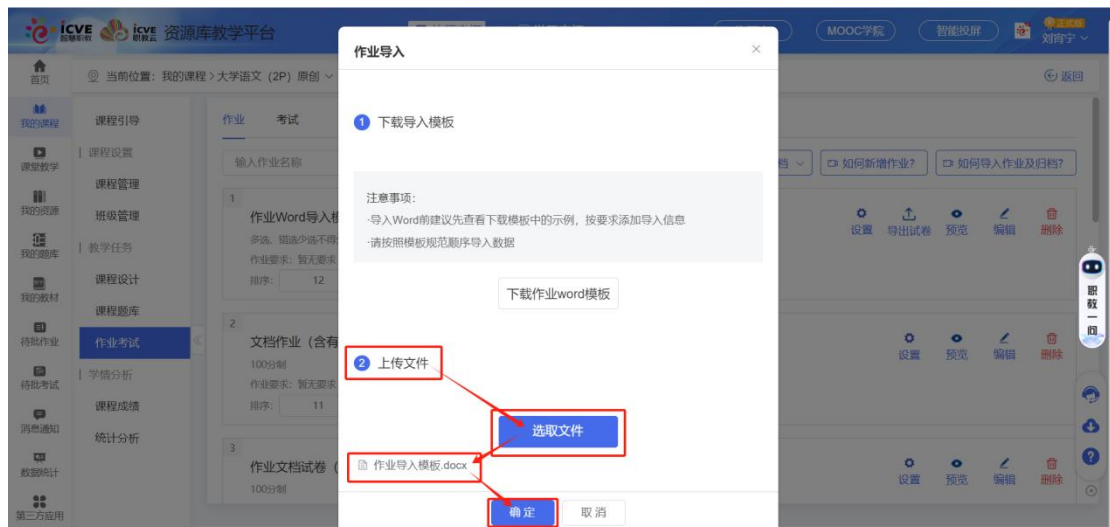 icve 智慧职教 icve 职教云 资源库教学平台
MOOC学院
智能投屏
正式版
刘宵宁
首页
我的课程
课堂教学
我的资源
我的题库
我的教材
待批作业
待批考试
消息通知
数据统计
第三方应用
当前位置：我的课程>大学语文（2P）原创
返回
课程引导
课程设置
课程管理
班级管理
教学任务
课程设计
课程题库
作业考试
学情分析
课程成绩
统计分析
作业 考试
输入作业名称
档
如何新增作业?
如何导入作业及归档?
1
作业Word导入
多选、错选少选不得
作业要求：暂无要求
排序： 12
设置 导出试卷 预览 编辑 删除
2
文档作业（含有
100分制
作业要求：暂无要求
排序： 11
设置 预览 编辑 删除
3
作业文档试卷（
100分制
设置 预览 编辑 删除
作业导入
1 下载导入模板
注意事项：
·导入Word前建议先查看下载模板中的示例，按要求添加导入信息
·请按照模板规范顺序导入数据
下载作业word模板
2 上传文件
选取文件
作业导入模板.docx
确定 取消
职教一问